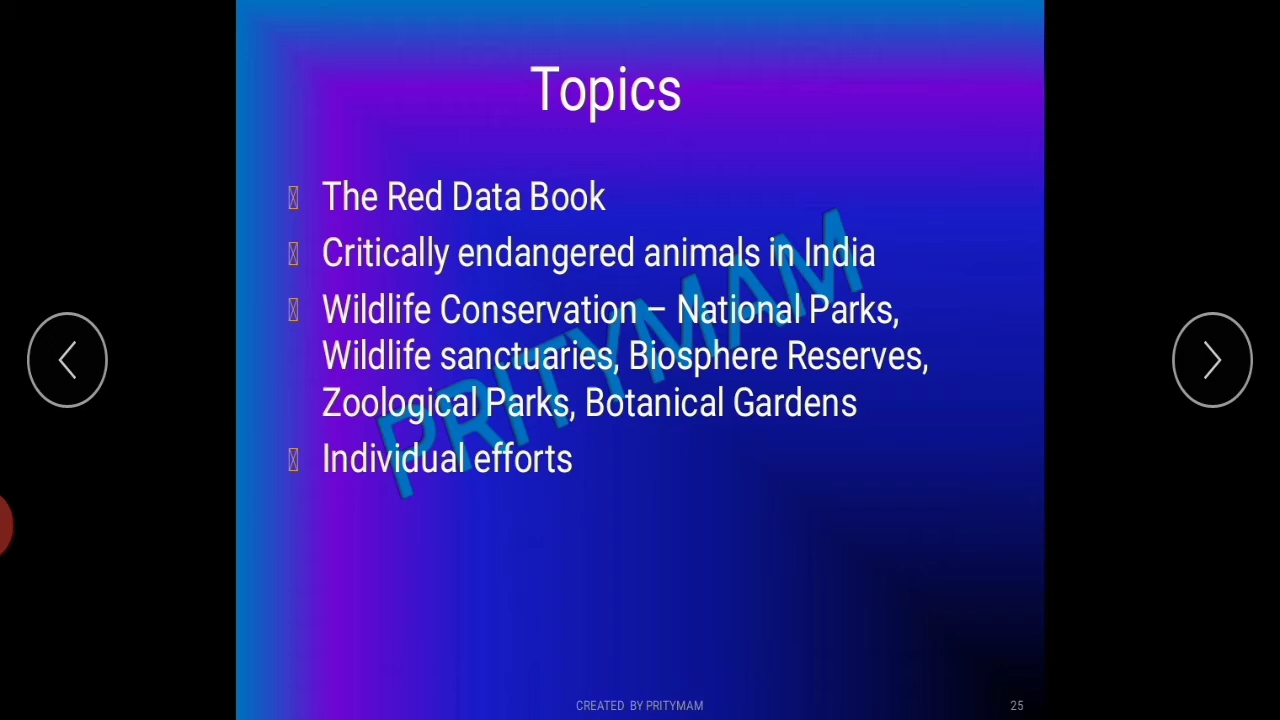 Topics
The Red Data Book
Critically endangered animals in India
Wildlife Conservation – National Parks,
Wildlife sanctuaries, Biosphere Reserves,
Zoological Parks, Botanical Gardens
Individual efforts
PRITYMAM
CREATED BY PRITYMAM
25